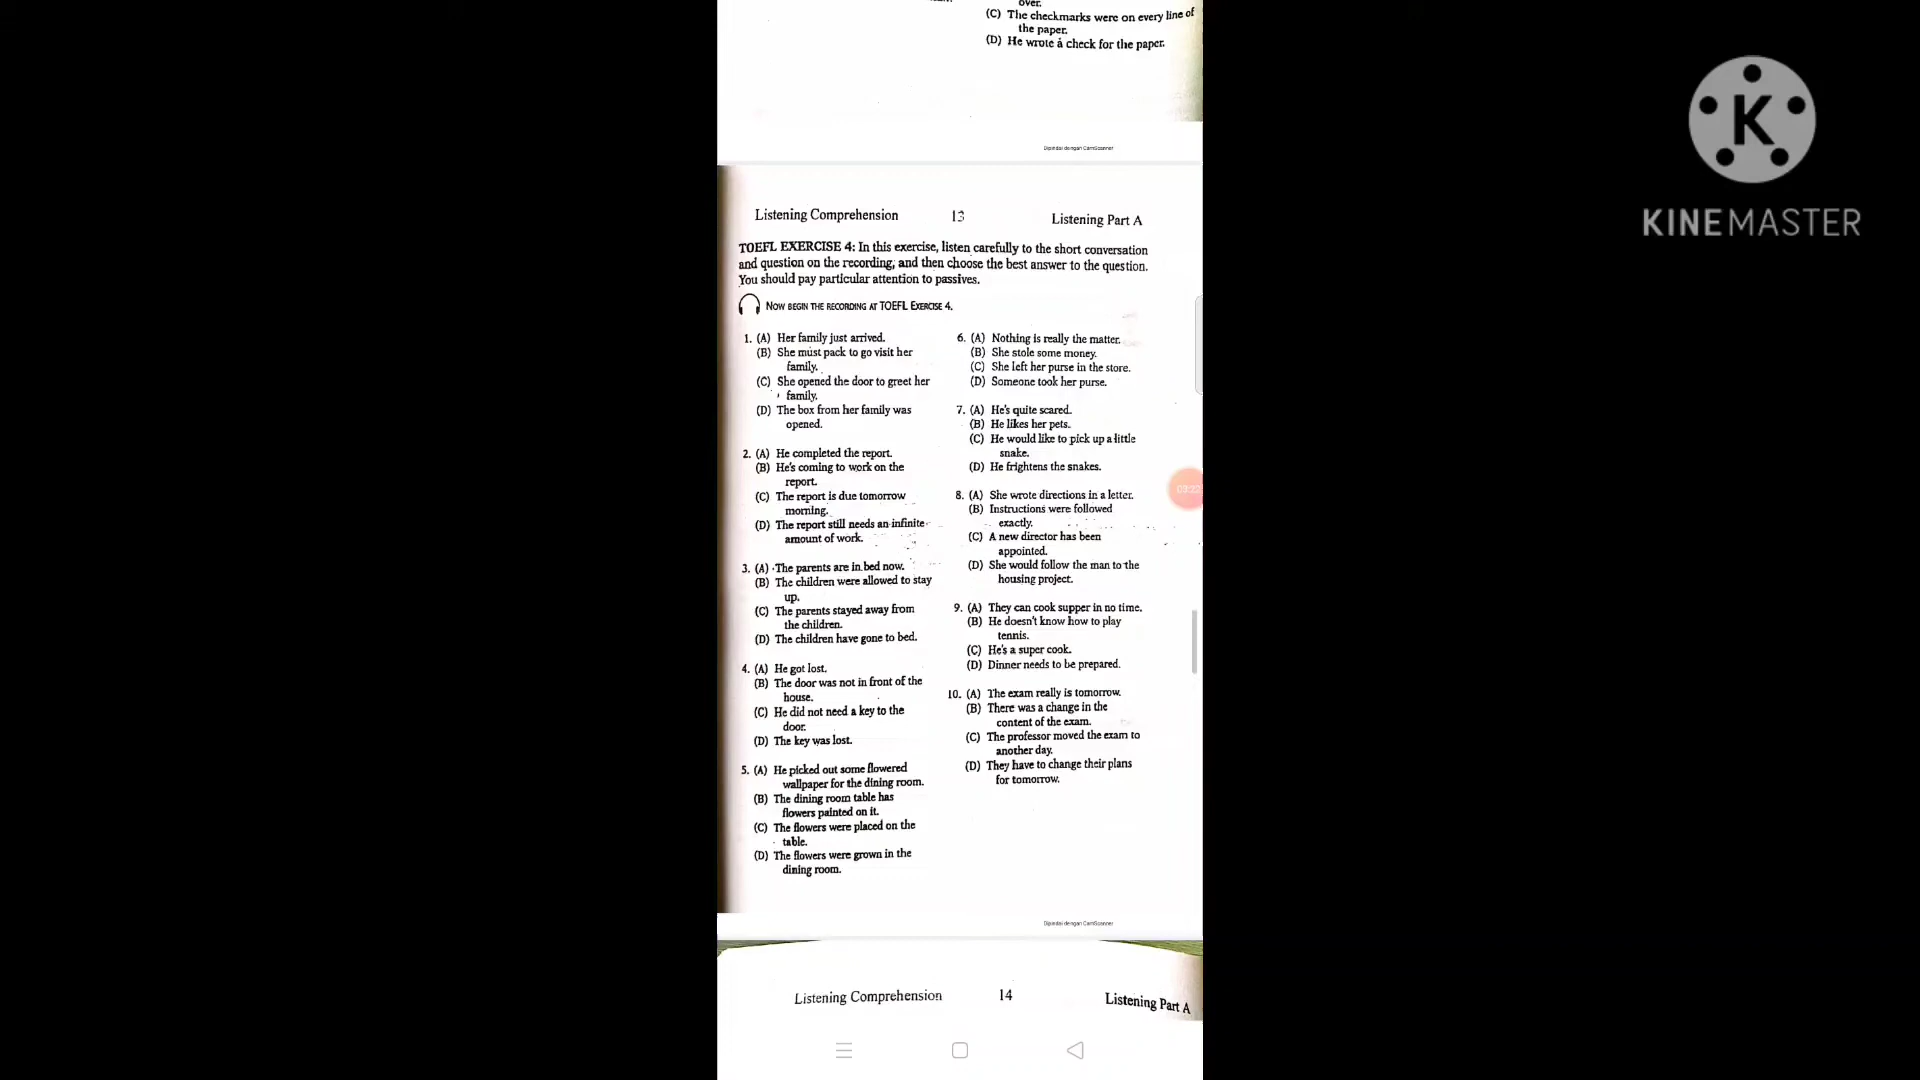 over.
(C) The checkmarks were on every line of
the paper.
(D) He wrote a check for the paper.
Dipindai dengan CamScanner
KINEMASTER
Listening Comprehension 13 Listening Part A
TOEFL EXERCISE 4: In this exercise, listen carefully to the short conversation
and question on the recording, and then choose the best answer to the question.
You should pay particular attention to passives.
NOW BEGIN THE RECORDING AT TOEFL EXERCISE 4.
1. (A) Her family just arrived.
(B) She must pack to go visit her
family.
(C) She opened the door to greet her
family.
(D) The box from her family was
opened.
2. (A) He completed the report.
(B) He's coming to work on the
report.
(C) The report is due tomorrow
morning.
(D) The report still needs an infinite
amount of work.
3. (A) The parents are in bed now.
(B) The children were allowed to stay
up.
(C) The parents stayed away from
the children.
(D) The children have gone to bed.
4. (A) He got lost.
(B) The door was not in front of the
house.
(C) He did not need a key to the
door.
(D) The key was lost.
5. (A) He picked out some flowered
wallpaper for the dining room.
(B) The dining room table has
flowers painted on it.
(C) The flowers were placed on the
table.
(D) The flowers were grown in the
dining room.
6. (A) Nothing is really the matter.
(B) She stole some money.
(C) She left her purse in the store.
(D) Someone took her purse.
7. (A) He's quite scared.
(B) He likes her pets.
(C) He would like to pick up a little
snake.
(D) He frightens the snakes.
8. (A) She wrote directions in a letter.
(B) Instructions were followed
exactly.
(C) A new director has been
appointed.
(D) She would follow the man to the
housing project.
9. (A) They can cook supper in no time.
(B) He doesn't know how to play
tennis.
(C) He's a super cook.
(D) Dinner needs to be prepared.
10. (A) The exam really is tomorrow.
(B) There was a change in the
content of the exam.
(C) The professor moved the exam to
another day.
(D) They have to change their plans
for tomorrow.
03:22
Dipindai dengan CamScanner
Listening Comprehension 14 Listening Part A